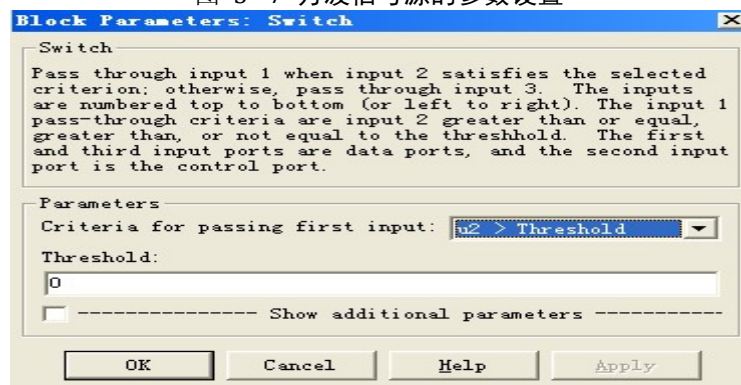 Block Parameters: Switch
Switch
Pass through input 1 when input 2 satisfies the selected
criterion; otherwise, pass through input 3.  The inputs
are numbered top to bottom (or left to right). The input 1
pass-through criteria are input 2 greater than or equal,
greater than, or not equal to the threshhold.  The first
and third input ports are data ports, and the second input
port is the control port.
Parameters
Criteria for passing first input: u2 > Threshold
Threshold:
0
--------------- Show additional parameters -----------
OK Cancel Help Apply